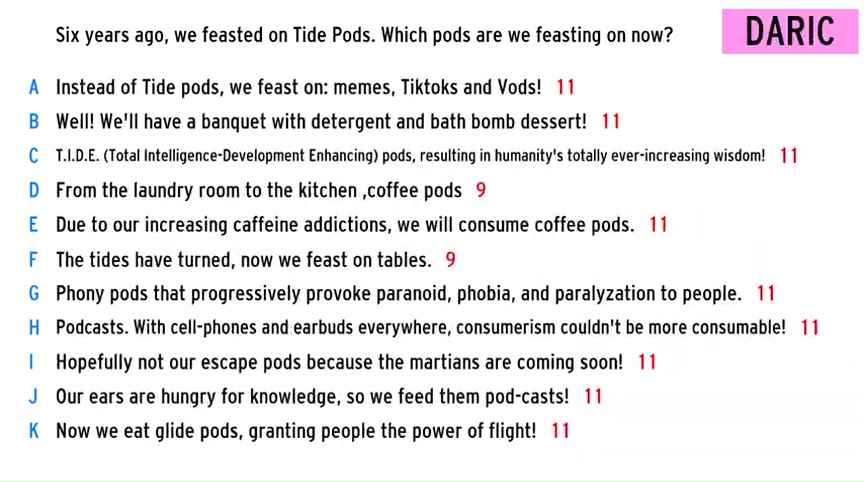 Six years ago, we feasted on Tide Pods. Which pods are we feasting on now?
DARIC
A Instead of Tide pods, we feast on: memes, Tiktoks and Vods! 11
B Well! We'll have a banquet with detergent and bath bomb dessert! 11
C T.I.D.E. (Total Intelligence-Development Enhancing) pods, resulting in humanity's totally ever-increasing wisdom! 11
D From the laundry room to the kitchen ,coffee pods 9
E Due to our increasing caffeine addictions, we will consume coffee pods. 11
F The tides have turned, now we feast on tables. 9
G Phony pods that progressively provoke paranoid, phobia, and paralyzation to people. 11
H Podcasts. With cell-phones and earbuds everywhere, consumerism couldn't be more consumable! 11
I Hopefully not our escape pods because the martians are coming soon! 11
J Our ears are hungry for knowledge, so we feed them pod-casts! 11
K Now we eat glide pods, granting people the power of flight! 11